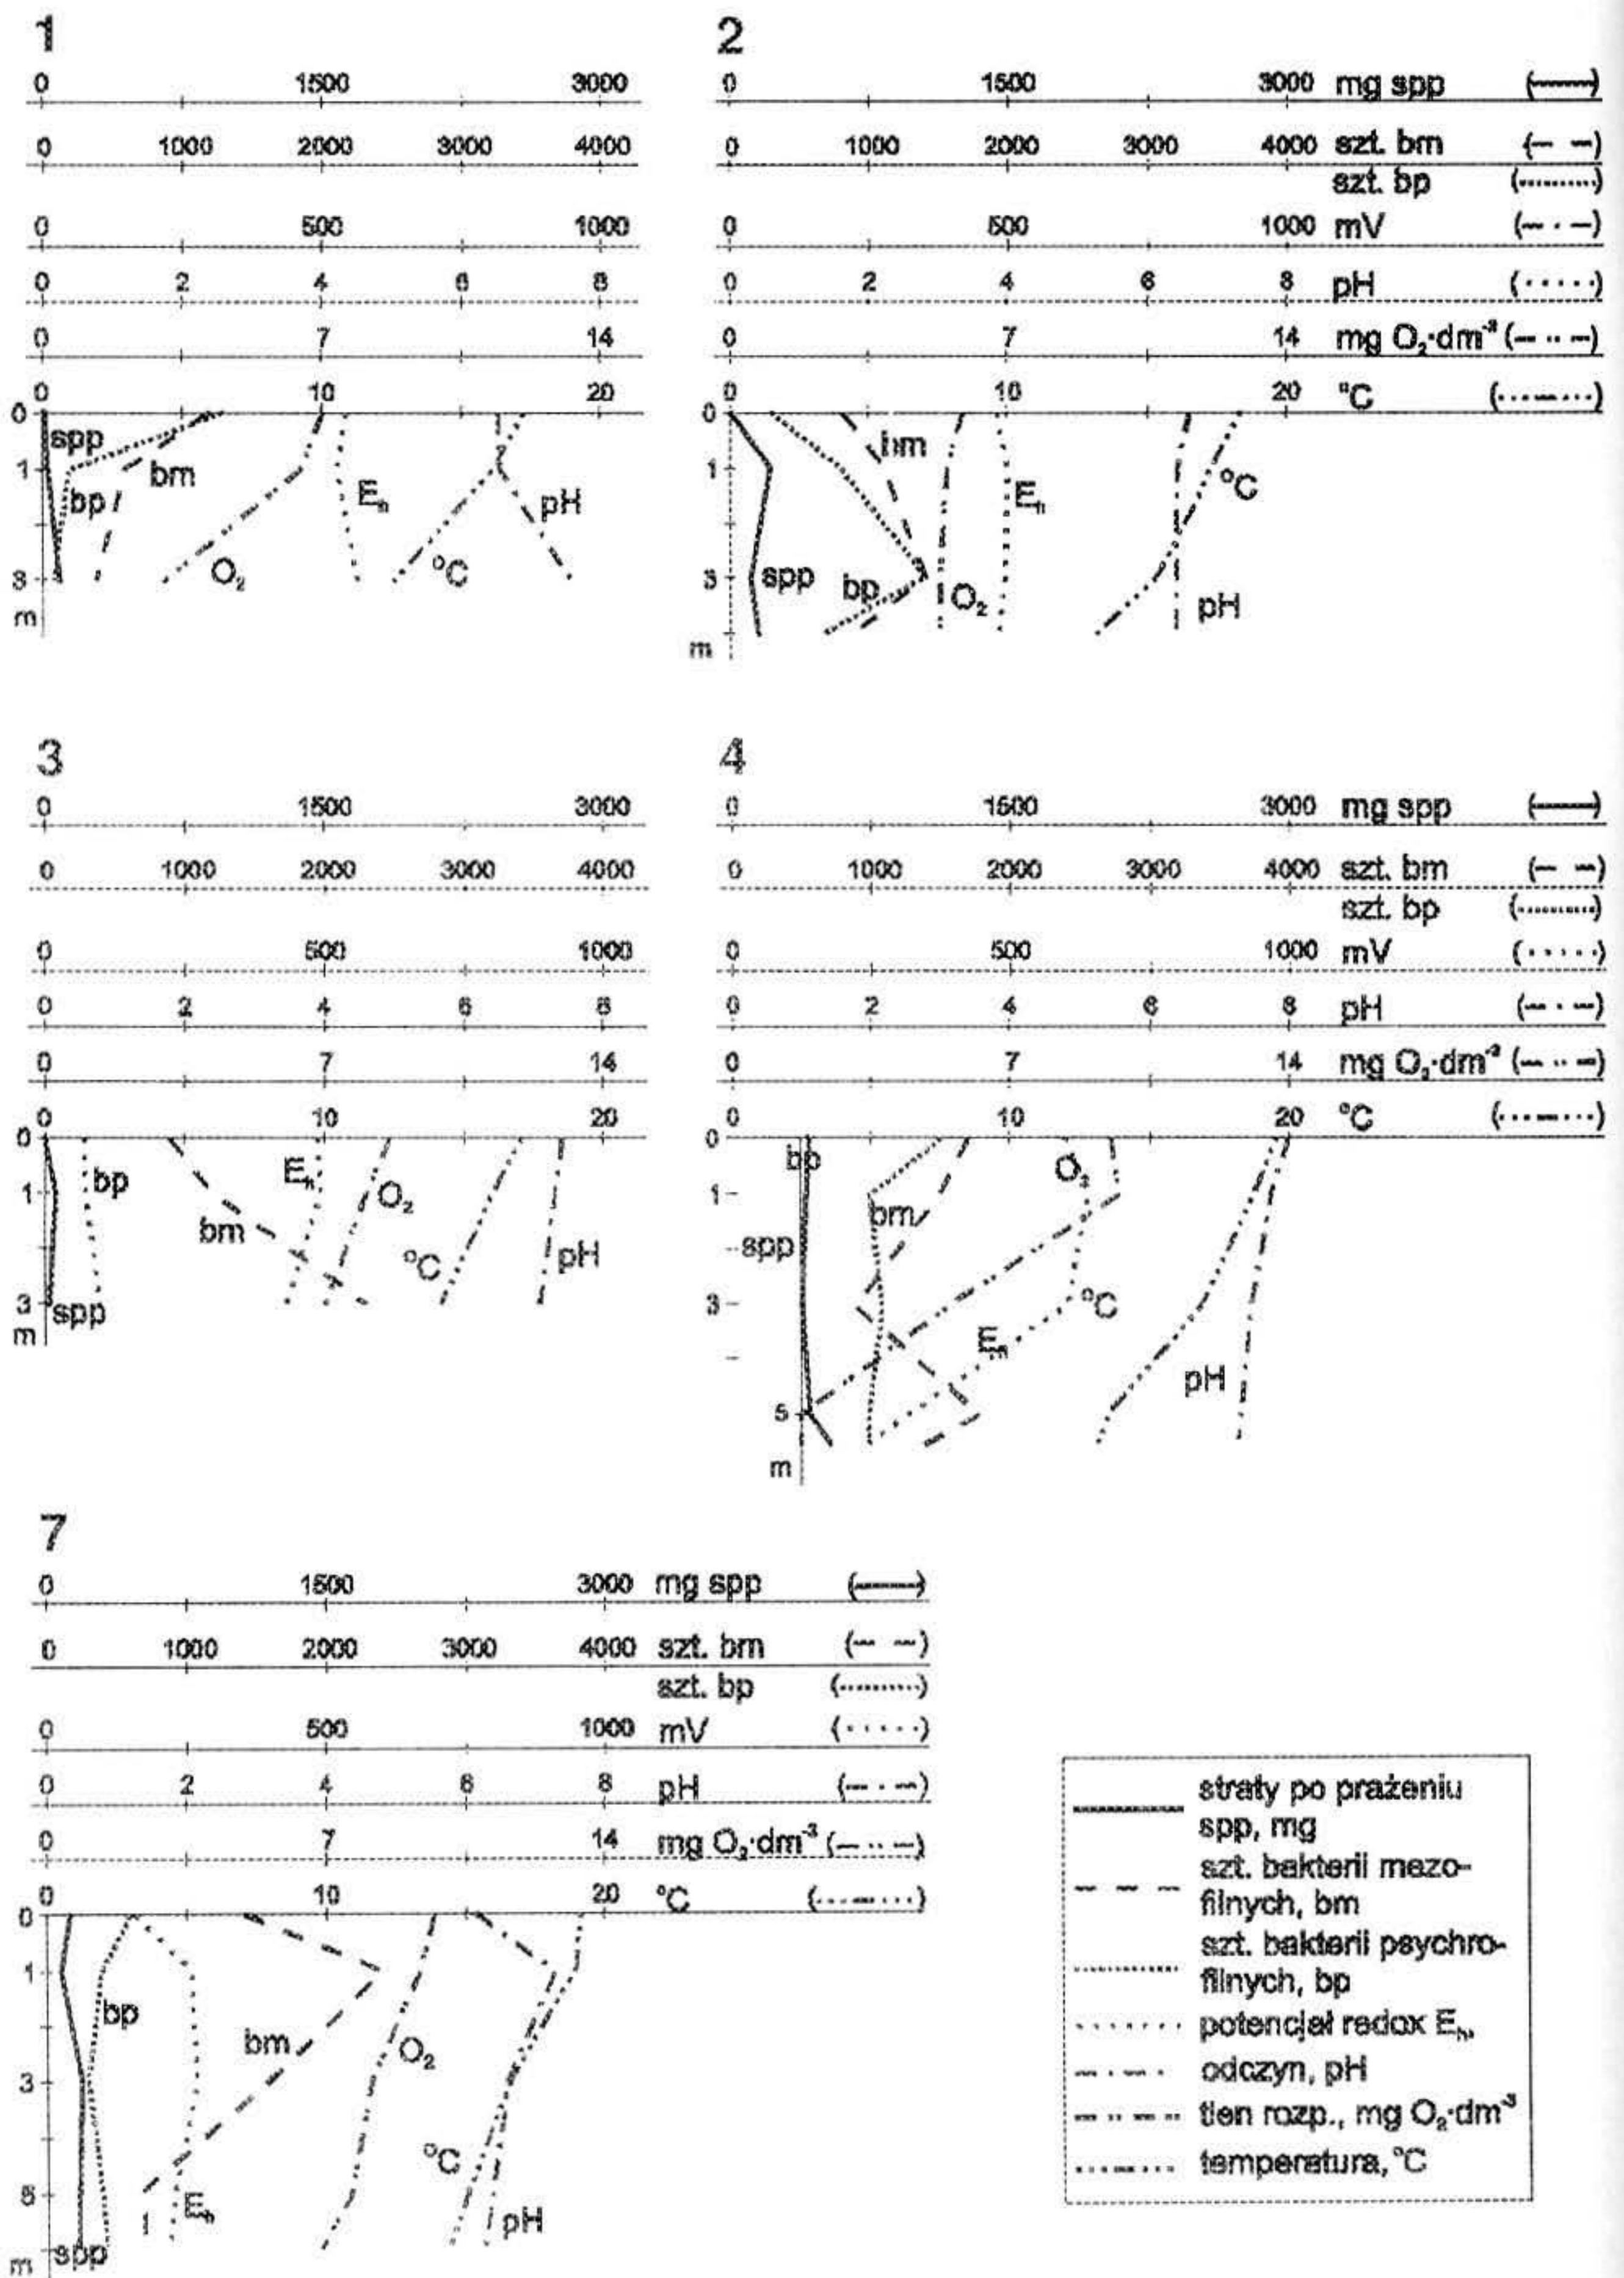 1
0 1500 3000
0 1000 2000 3000 4000
0 500 1000
0 2 4 6 8
0 7 14
0 10 20
0
spp
bm
1
bp
Eh
pH
O2
°C
3
m
2
0 1500 3000 mg spp
0 1000 2000 3000 4000 szt. bm
szt. bp
0 500 1000 mV
0 2 4 6 8 pH
0 7 14 mg O2·dm-3
0 10 20 °C
0
bm
1
Eh
°C
3
spp
bp
O2
pH
m
3
0 1500 3000
0 1000 2000 3000 4000
0 500 1000
0 2 4 6 8
0 7 14
0 10 20
0
1
bp
Eh
O2
bm
°C
pH
3
spp
m
4
0 1500 3000 mg spp
0 1000 2000 3000 4000 szt. bm
szt. bp
0 500 1000 mV
0 2 4 6 8 pH
0 7 14 mg O2·dm-3
0 10 20 °C
0
bp
O2
1
bm
spp
3
°C
Eh
pH
5
m
7
0 1500 3000 mg spp
0 1000 2000 3000 4000 szt. bm
szt. bp
0 500 1000 mV
0 2 4 6 8 pH
0 7 14 mg O2·dm-3
0 10 20 °C
0
1
bp
bm
O2
3
°C
Eh
pH
spp
m
straty po prażeniu
spp, mg
szt. bakterii mezo-
filnych, bm
szt. bakterii psychro-
filnych, bp
potencjał redox Eh,
odczyn, pH
tlen rozp., mg O2·dm-3
temperatura, °C